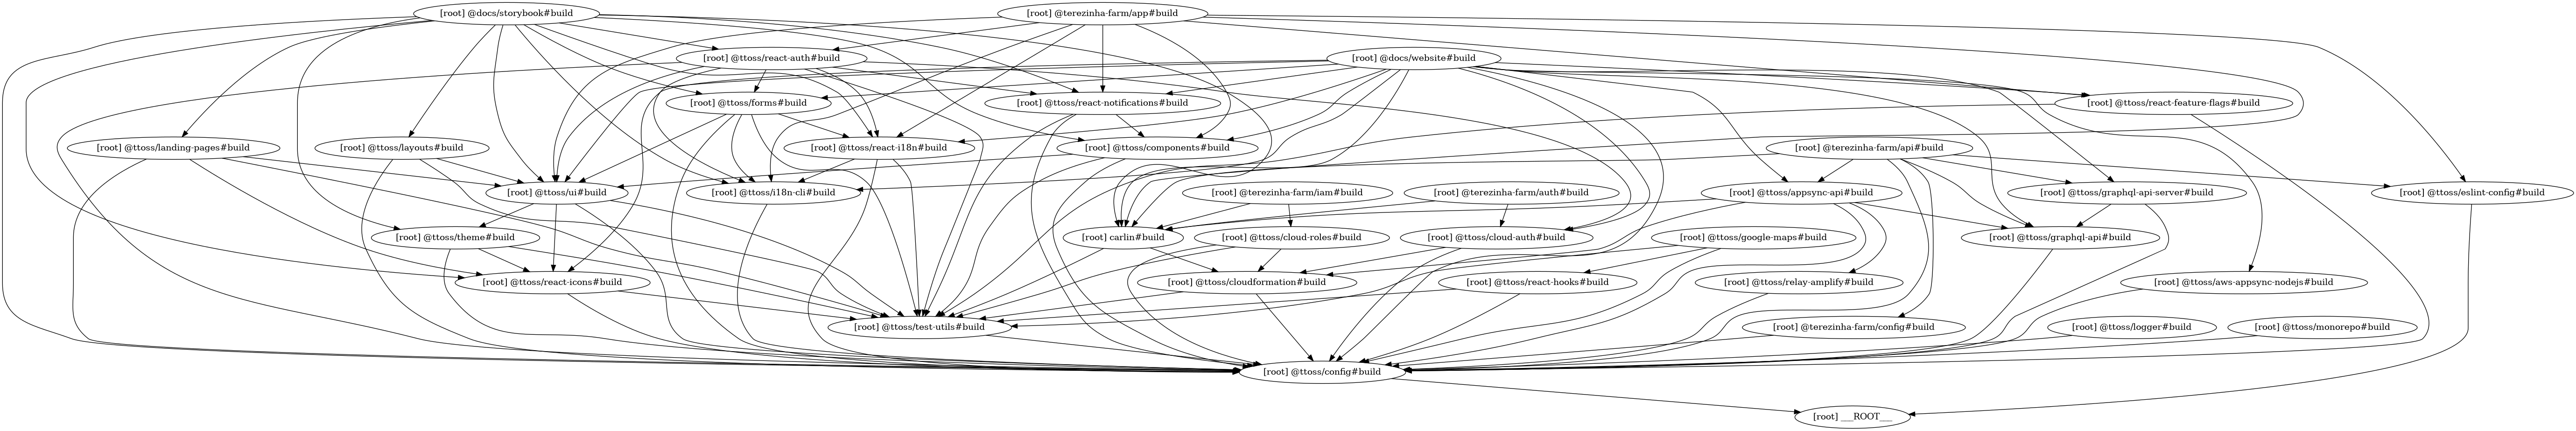 [root] @docs/storybook#build
[root] @terezinha-farm/app#build
[root] @ttoss/react-auth#build
[root] @docs/website#build
[root] @ttoss/forms#build
[root] @ttoss/react-notifications#build
[root] @ttoss/react-feature-flags#build
[root] @ttoss/landing-pages#build
[root] @ttoss/layouts#build
[root] @ttoss/react-i18n#build
[root] @ttoss/components#build
[root] @terezinha-farm/api#build
[root] @ttoss/ui#build
[root] @ttoss/i18n-cli#build
[root] @terezinha-farm/iam#build
[root] @terezinha-farm/auth#build
[root] @ttoss/appsync-api#build
[root] @ttoss/graphql-api-server#build
[root] @ttoss/eslint-config#build
[root] @ttoss/theme#build
[root] carlin#build
[root] @ttoss/cloud-roles#build
[root] @ttoss/cloud-auth#build
[root] @ttoss/google-maps#build
[root] @ttoss/graphql-api#build
[root] @ttoss/react-icons#build
[root] @ttoss/cloudformation#build
[root] @ttoss/react-hooks#build
[root] @ttoss/relay-amplify#build
[root] @ttoss/aws-appsync-nodejs#build
[root] @ttoss/test-utils#build
[root] @terezinha-farm/config#build
[root] @ttoss/logger#build
[root] @ttoss/monorepo#build
[root] @ttoss/config#build
[root] ___ROOT___